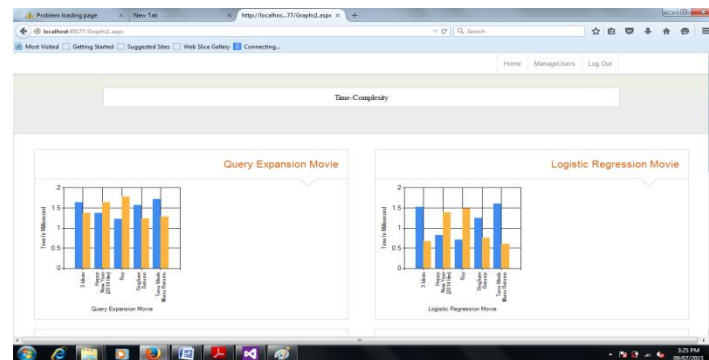 Problem loading page
New Tab
http://localhos...77/Graphs1.aspx
localhost:49177/Graphs1.aspx
Search
Most Visited
Getting Started
Suggested Sites
Web Slice Gallery
Connecting...
Home
ManageUsers
Log Out
Time-Complexity
Query Expansion Movie
2
1.5
1
0.5
0
Time In Millisecond
3 Idiots
Happy
New Year
(2014 film)
Roy
Singham
Returns
Tanu Weds
Manu Returns
Query Expansion Movie
Logistic Regression Movie
2
1.5
1
0.5
0
Time In Millisecond
3 Idiots
Happy
New Year
(2014 film)
Roy
Singham
Returns
Tanu Weds
Manu Returns
Logistic Regression Movie
3:25 PM
09/07/2015